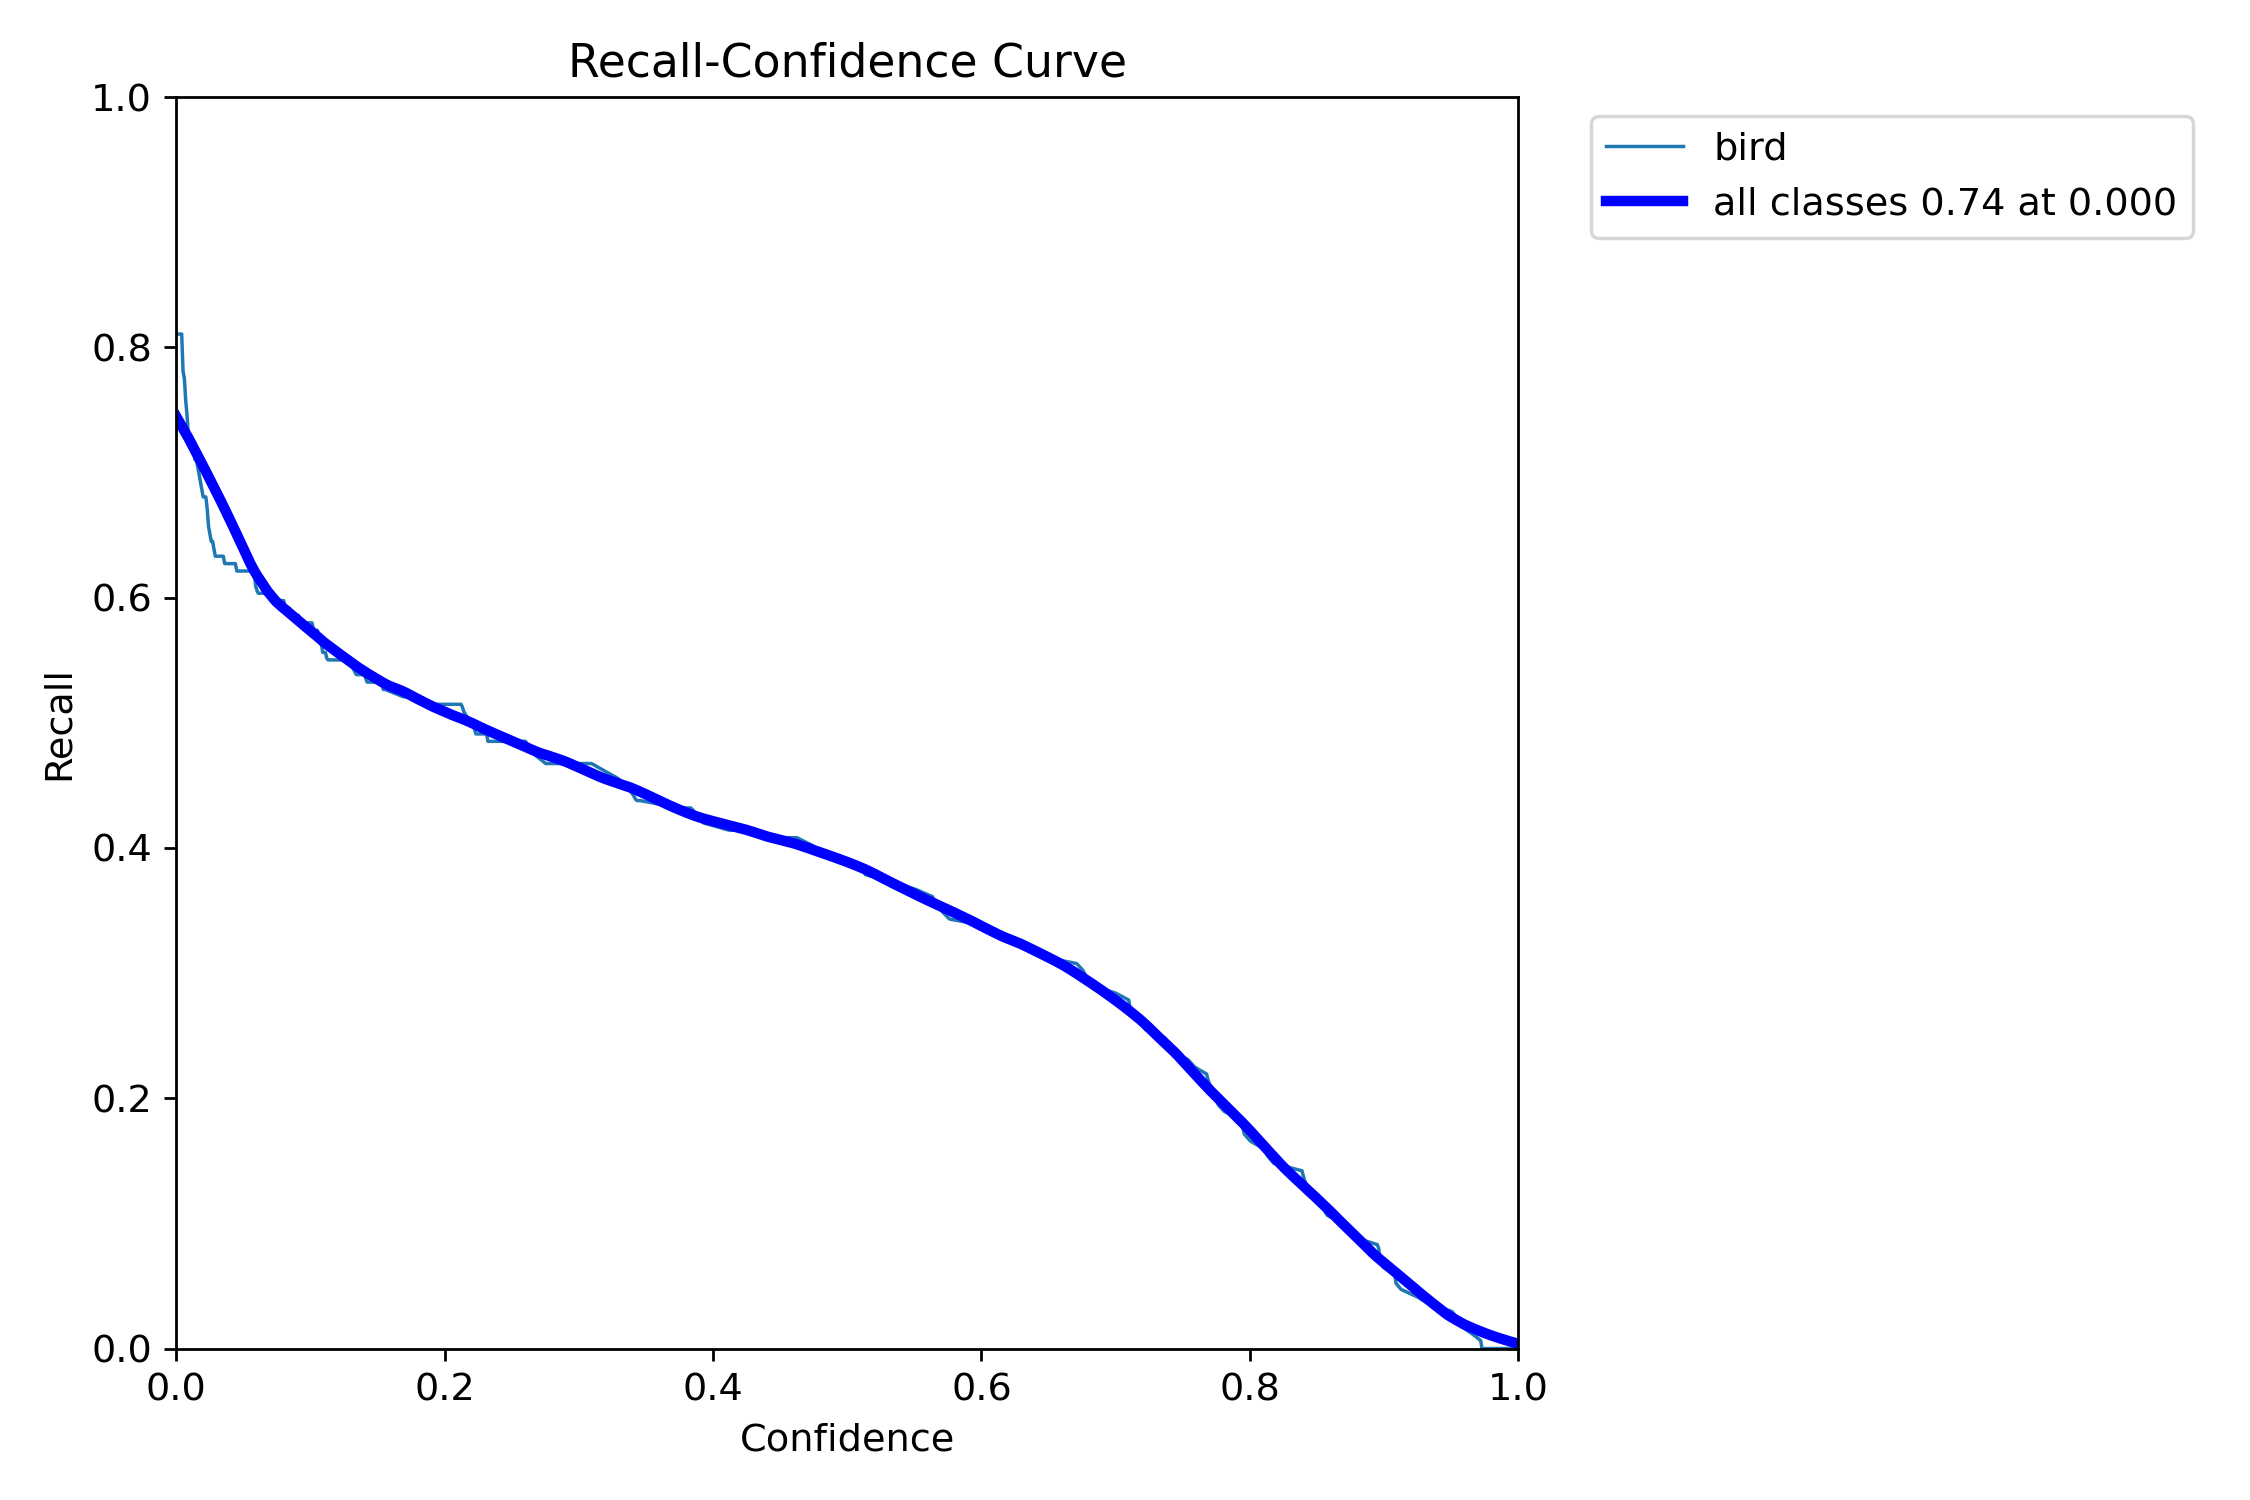 Recall-Confidence Curve
1.0
0.8
0.6
0.4
0.2
0.0
Recall
0.0 0.2 0.4 0.6 0.8 1.0
Confidence
bird
all classes 0.74 at 0.000